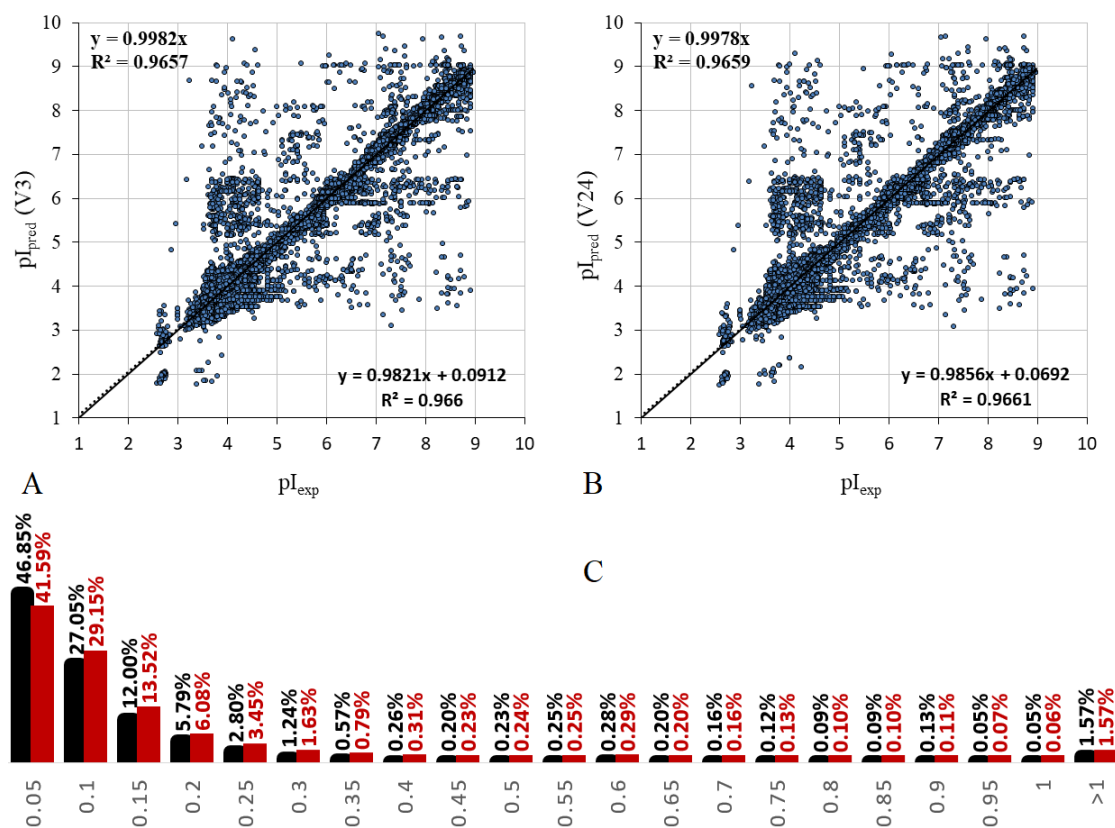 y = 0.9982x
R² = 0.9657
10
9
8
7
6
5
4
3
2
1
pIpred (V3)
y = 0.9821x + 0.0912
R² = 0.966
1 2 3 4 5 6 7 8 9 10
A
pIexp
y = 0.9978x
R² = 0.9659
10
9
8
7
6
5
4
3
2
1
pIpred (V24)
y = 0.9856x + 0.0692
R² = 0.9661
1 2 3 4 5 6 7 8 9 10
B
pIexp
C
46.85% 41.59%
27.05% 29.15%
12.00% 13.52%
5.79% 6.08%
2.80% 3.45%
1.24% 1.63%
0.57% 0.79%
0.26% 0.31%
0.20% 0.23%
0.23% 0.24%
0.25% 0.25%
0.28% 0.29%
0.20% 0.20%
0.16% 0.16%
0.12% 0.13%
0.09% 0.10%
0.09% 0.10%
0.13% 0.11%
0.05% 0.07%
0.05% 0.06%
1.57% 1.57%
0.05 0.1 0.15 0.2 0.25 0.3 0.35 0.4 0.45 0.5 0.55 0.6 0.65 0.7 0.75 0.8 0.85 0.9 0.95 1 >1